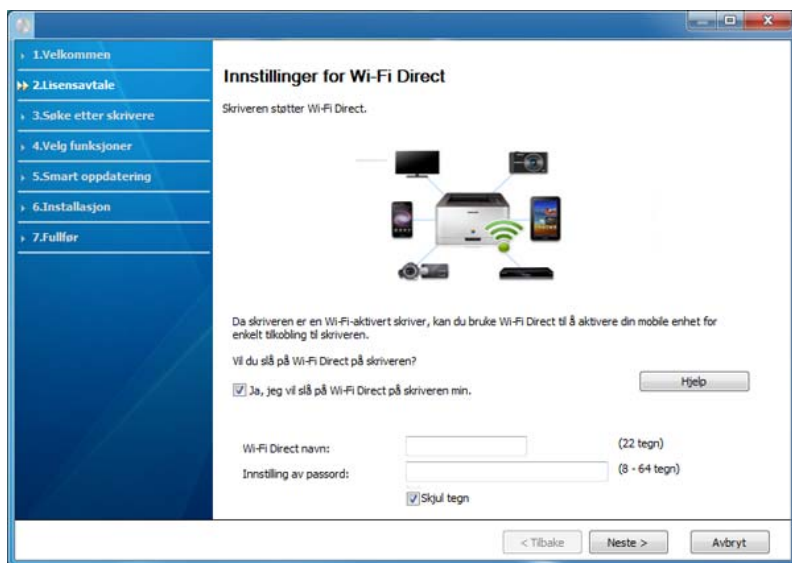 1.Velkommen
2.Lisensavtale
3.Søke etter skrivere
4.Velg funksjoner
5.Smart oppdatering
6.Installasjon
7.Fullfør
Innstillinger for Wi-Fi Direct
Skriveren støtter Wi-Fi Direct.
Da skriveren er en Wi-Fi-aktivert skriver, kan du bruke Wi-Fi Direct til å aktivere din mobile enhet for
enkelt tilkobling til skriveren.
Vil du slå på Wi-Fi Direct på skriveren?
Ja, jeg vil slå på Wi-Fi Direct på skriveren min.
Hjelp
Wi-Fi Direct navn: (22 tegn)
Innstilling av passord: (8 - 64 tegn)
Skjul tegn
< Tilbake Neste > Avbryt